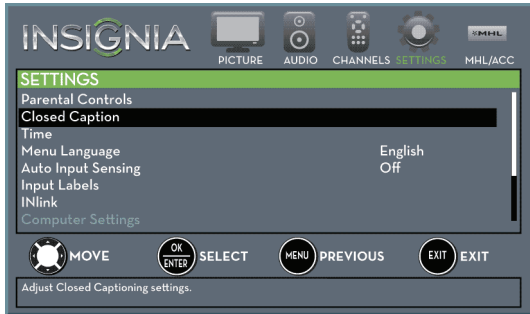 INSIGNIA
PICTURE AUDIO CHANNELS SETTINGS MHL/ACC
MHL
SETTINGS
Parental Controls
Closed Caption
Time
Menu Language English
Auto Input Sensing Off
Input Labels
INlink
Computer Settings
MOVE OK ENTER SELECT MENU PREVIOUS EXIT EXIT
Adjust Closed Captioning settings.